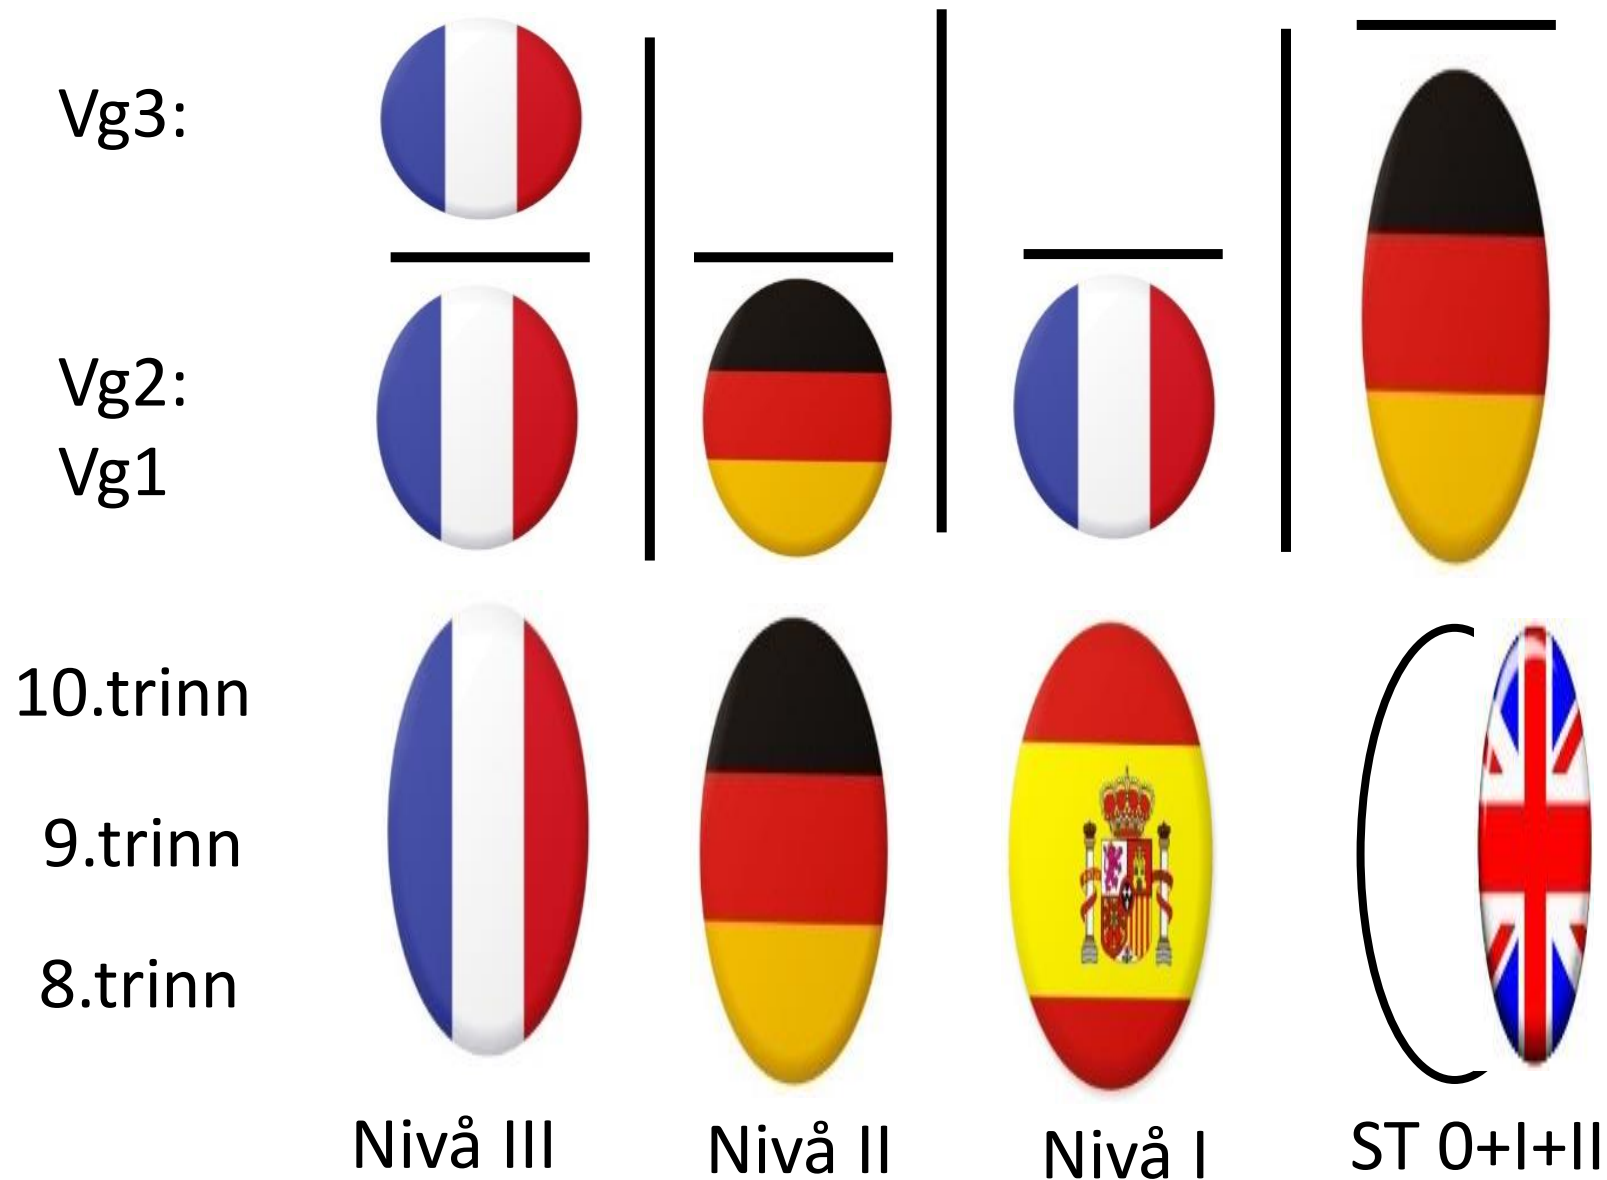 Vg3:
Vg2:
Vg1
10.trinn
9.trinn
8.trinn
Nivå III
Nivå II
Nivå I
ST 0+I+II